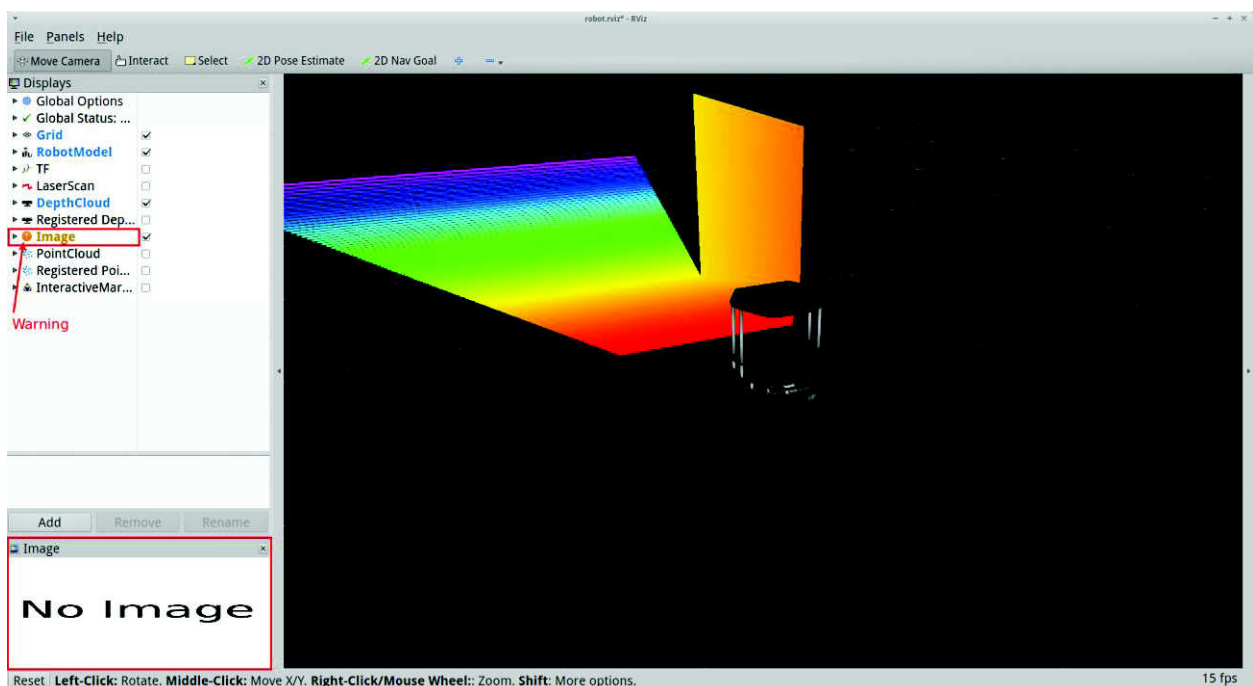 robot.rviz* - RViz
File Panels Help
Move Camera Interact Select 2D Pose Estimate 2D Nav Goal
Displays
Global Options
Global Status: ...
Grid
RobotModel
TF
LaserScan
DepthCloud
Registered Dep...
Image
PointCloud
Registered Poi...
InteractiveMar...
Warning
Add Remove Rename
Image
No Image
Reset Left-Click: Rotate. Middle-Click: Move X/Y. Right-Click/Mouse Wheel:: Zoom. Shift: More options. 15 fps